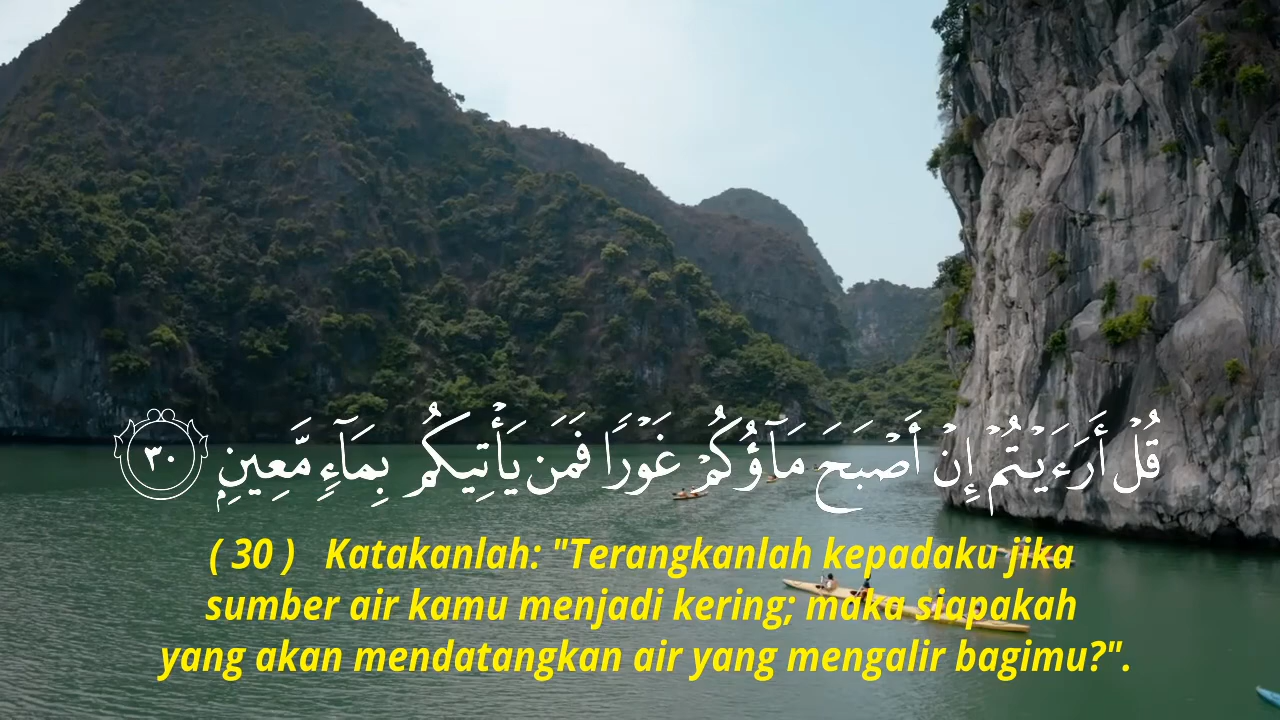 قُلۡ أَرَءَيۡتُمۡ إِنۡ أَصۡبَحَ مَآؤُكُمۡ غَوۡرٗا فَمَن يَأۡتِيكُم بِمَآءٖ مَّعِينِۭ ٣٠
( 30 ) Katakanlah: "Terangkanlah kepadaku jika
sumber air kamu menjadi kering; maka siapakah
yang akan mendatangkan air yang mengalir bagimu?".